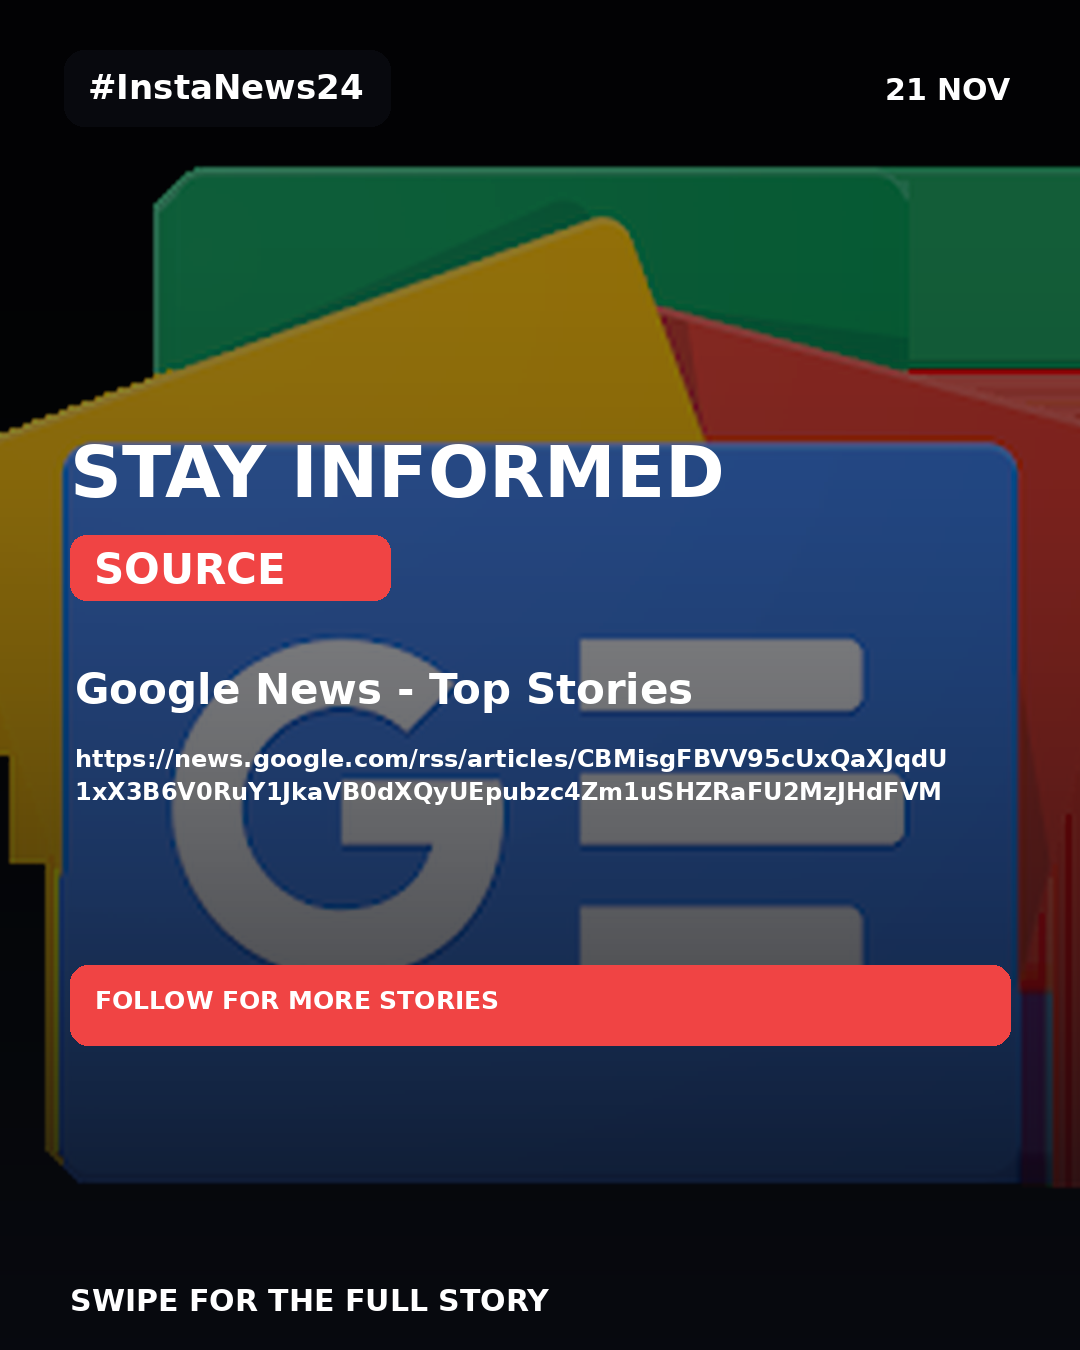 #InstaNews24
21 NOV
STAY INFORMED
SOURCE
Google News - Top Stories
https://news.google.com/rss/articles/CBMisgFBVV95cUxQaXJqdU
1xX3B6V0RuY1JkaVB0dXQyUEpubzc4Zm1uSHZRaFU2MzJHdFVM
FOLLOW FOR MORE STORIES
SWIPE FOR THE FULL STORY